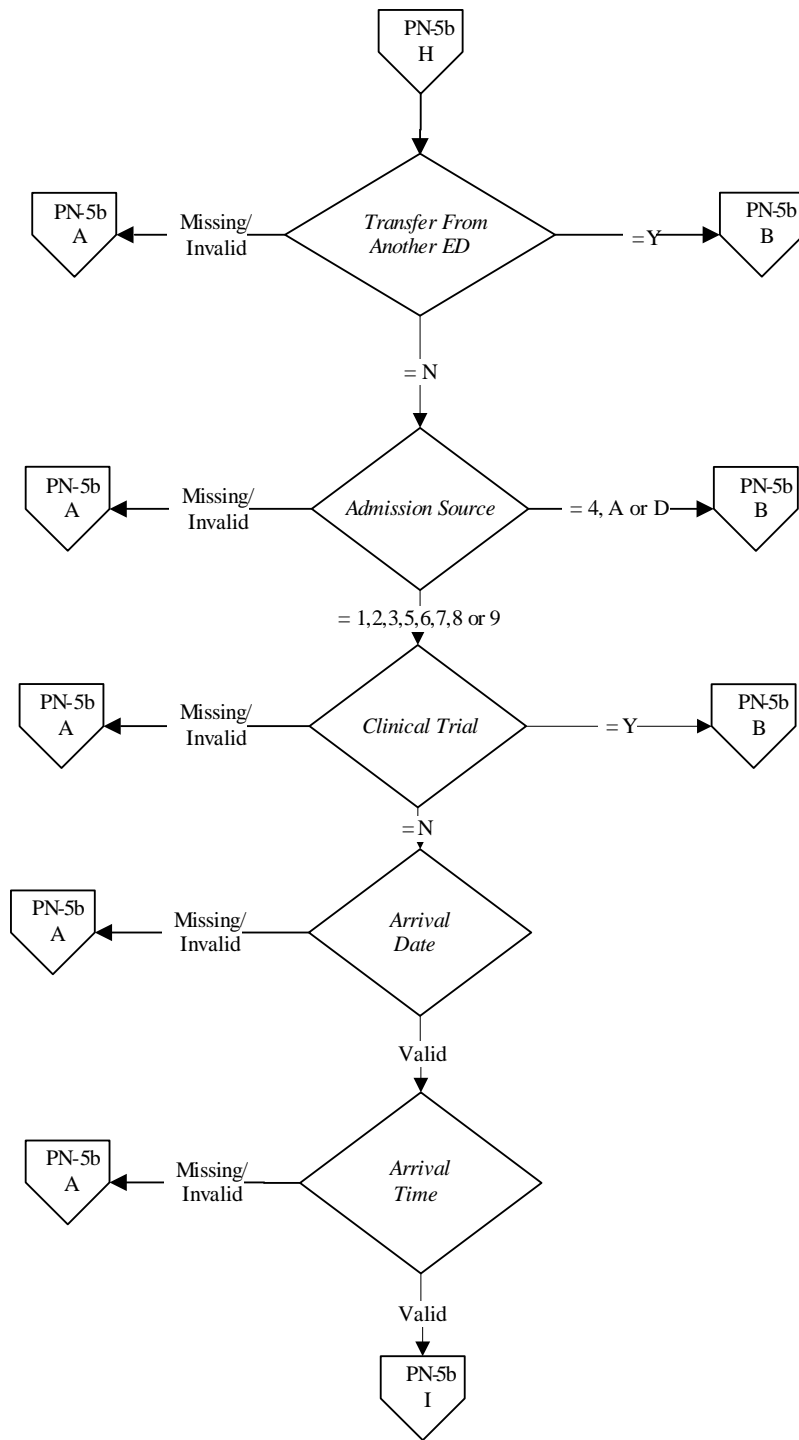 PN-5b
H
PN-5b
A
Missing/
Invalid
Transfer From
Another ED
= Y
PN-5b
B
= N
PN-5b
A
Missing/
Invalid
Admission Source
= 4, A or D
PN-5b
B
= 1,2,3,5,6,7,8 or 9
PN-5b
A
Missing/
Invalid
Clinical Trial
= Y
PN-5b
B
= N
PN-5b
A
Missing/
Invalid
Arrival
Date
Valid
PN-5b
A
Missing/
Invalid
Arrival
Time
Valid
PN-5b
I